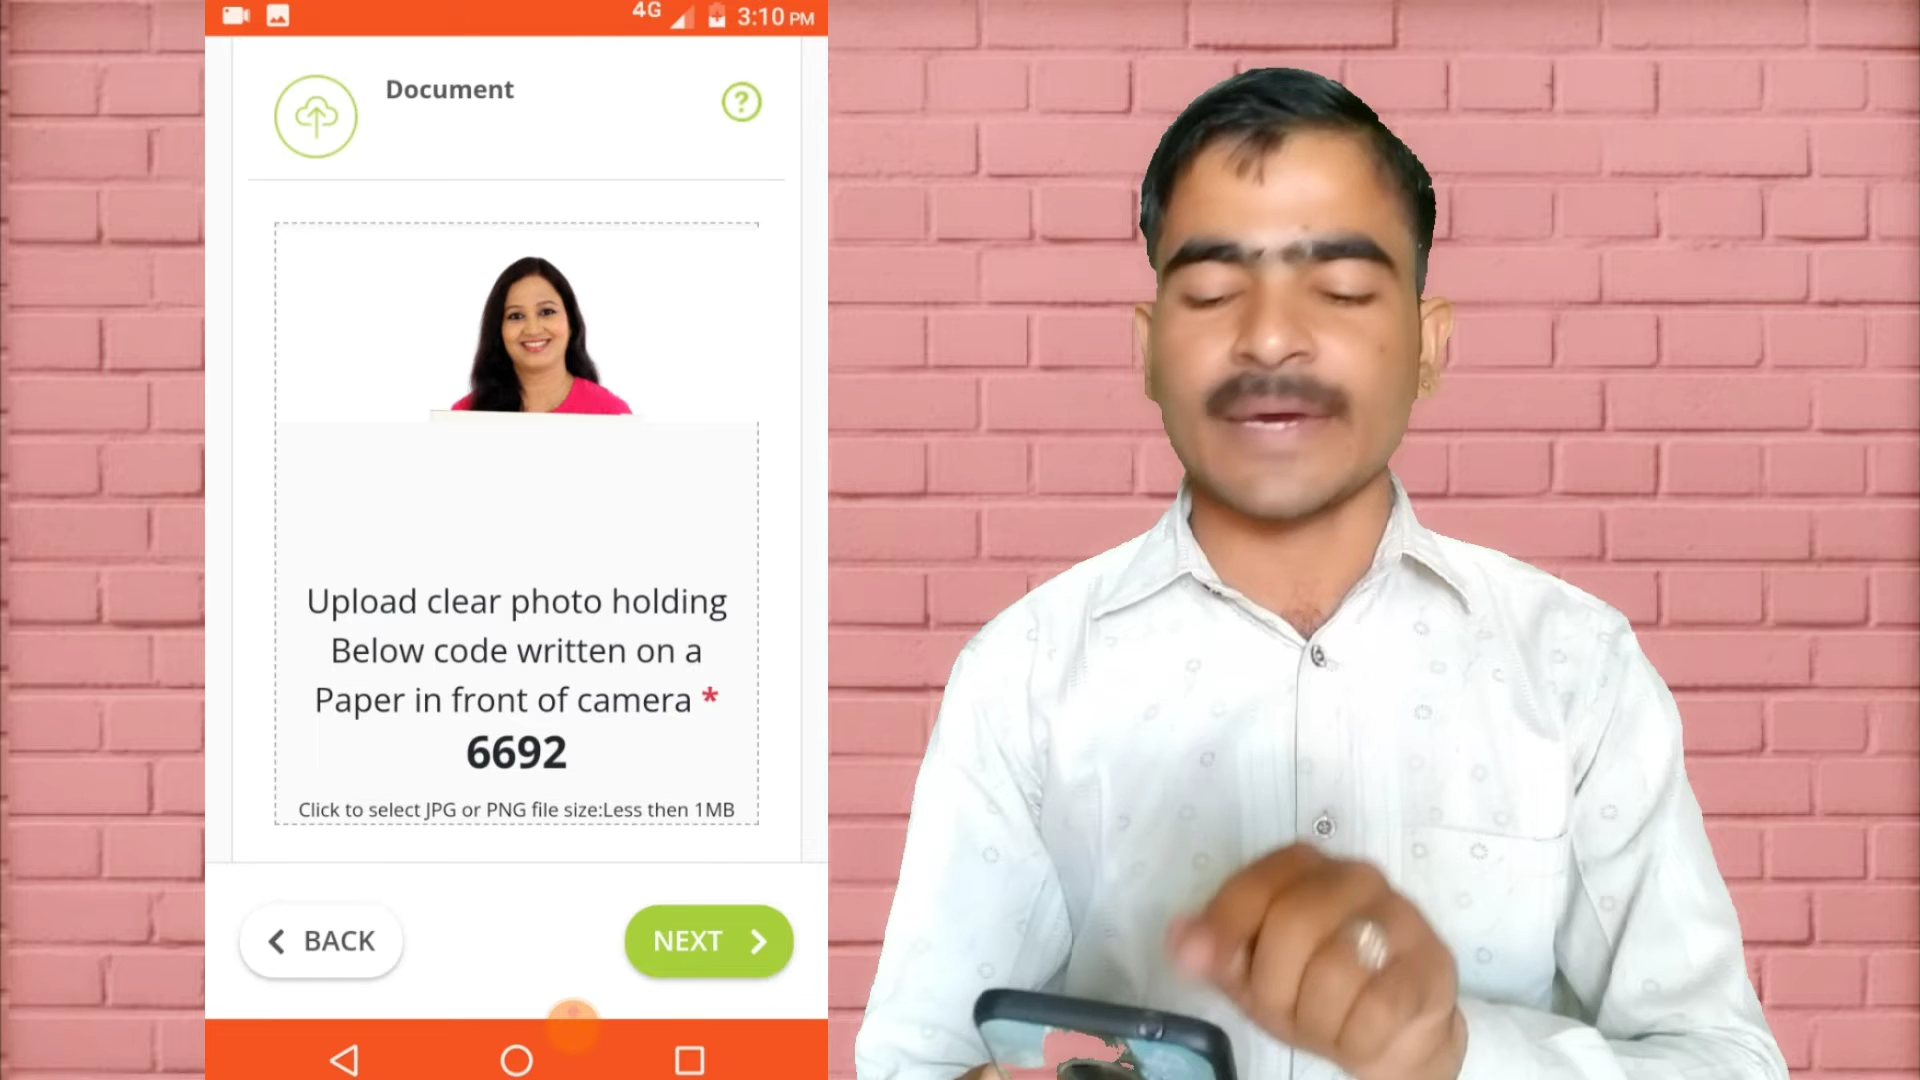 4G 3:10 PM
Document
?
Upload clear photo holding
Below code written on a
Paper in front of camera *
6692
Click to select JPG or PNG file size:Less then 1MB
BACK
NEXT